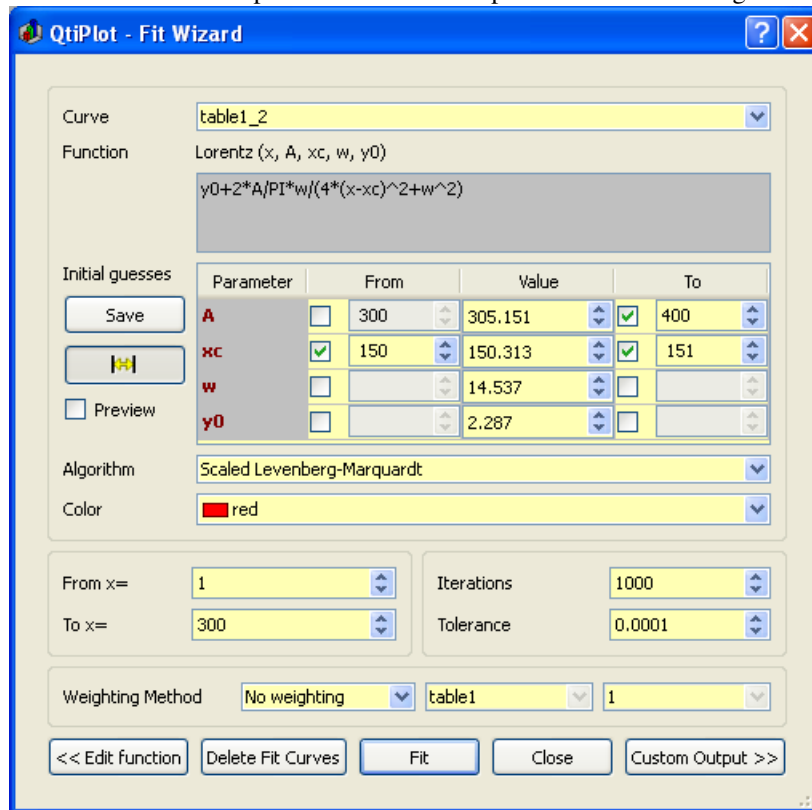 QtiPlot - Fit Wizard
Curve table1_2
Function Lorentz (x, A, xc, w, y0)
y0+2*A/PI*w/(4*(x-xc)^2+w^2)
Initial guesses
Parameter From Value To
Save
A 300 305.151 400
xc 150 150.313 151
w 14.537
Preview
y0 2.287
Algorithm Scaled Levenberg-Marquardt
Color red
From x= 1 Iterations 1000
To x= 300 Tolerance 0.0001
Weighting Method No weighting table1 1
<< Edit function Delete Fit Curves Fit Close Custom Output >>